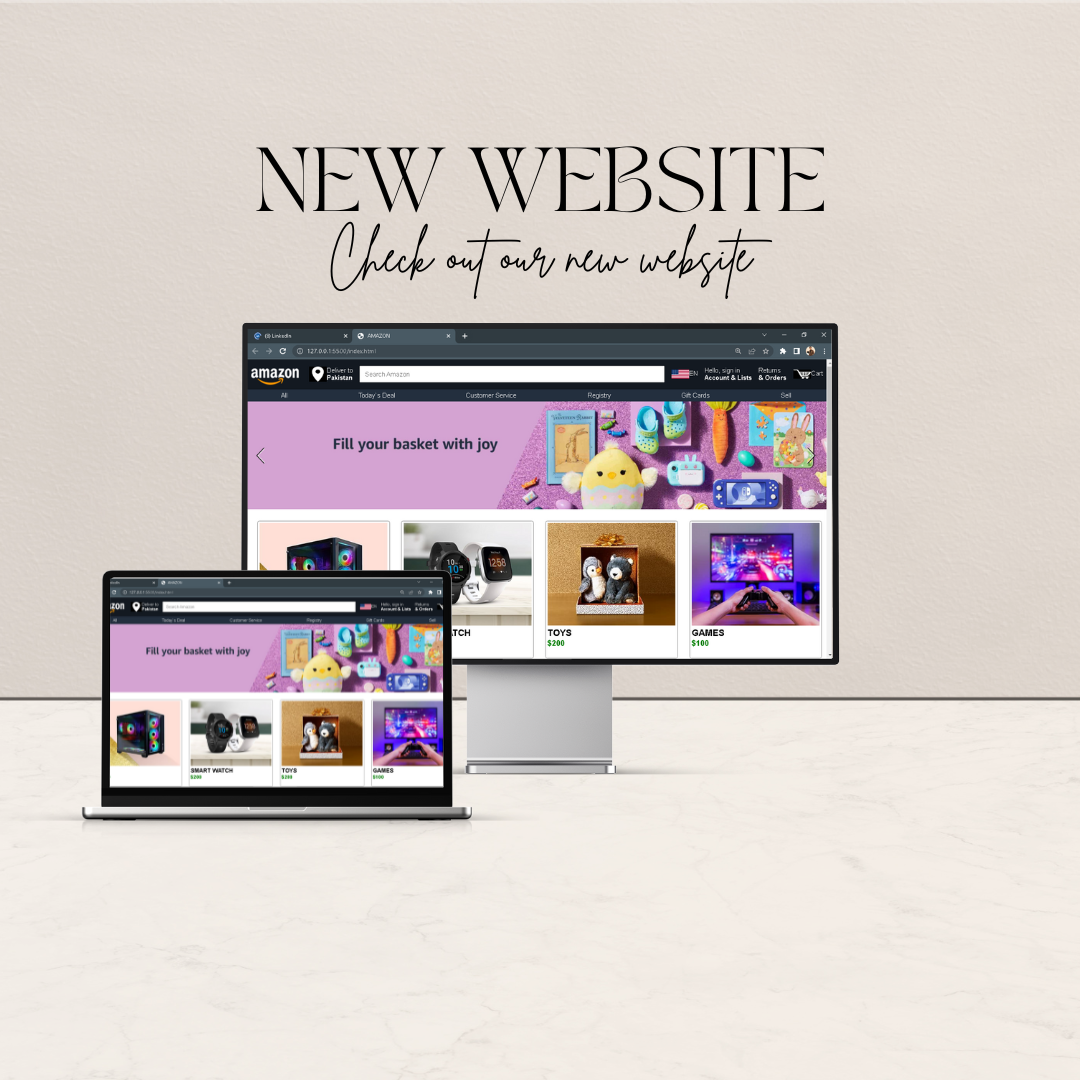 NEW WEBSITE
Check out our new website
LinkedIn
AMAZON
127.0.0.1:5500/index.html
amazon
Deliver to
Pakistan
Search Amazon
EN
Hello, sign in
Account & Lists
Returns
& Orders
Cart
All
Today's Deal
Customer Service
Registry
Gift Cards
Sell
Fill your basket with joy
ATCH
TOYS
$200
GAMES
$100
AMAZON
zon
Deliver to
Pakistan
Search Amazon
Hello, sign in
Account & Lists
Returns
& Orders
All
Today's Deal
Customer Service
Registry
Gift Cards
Sell
Fill your basket with joy
SMART WATCH
$200
TOYS
$200
GAMES
$100